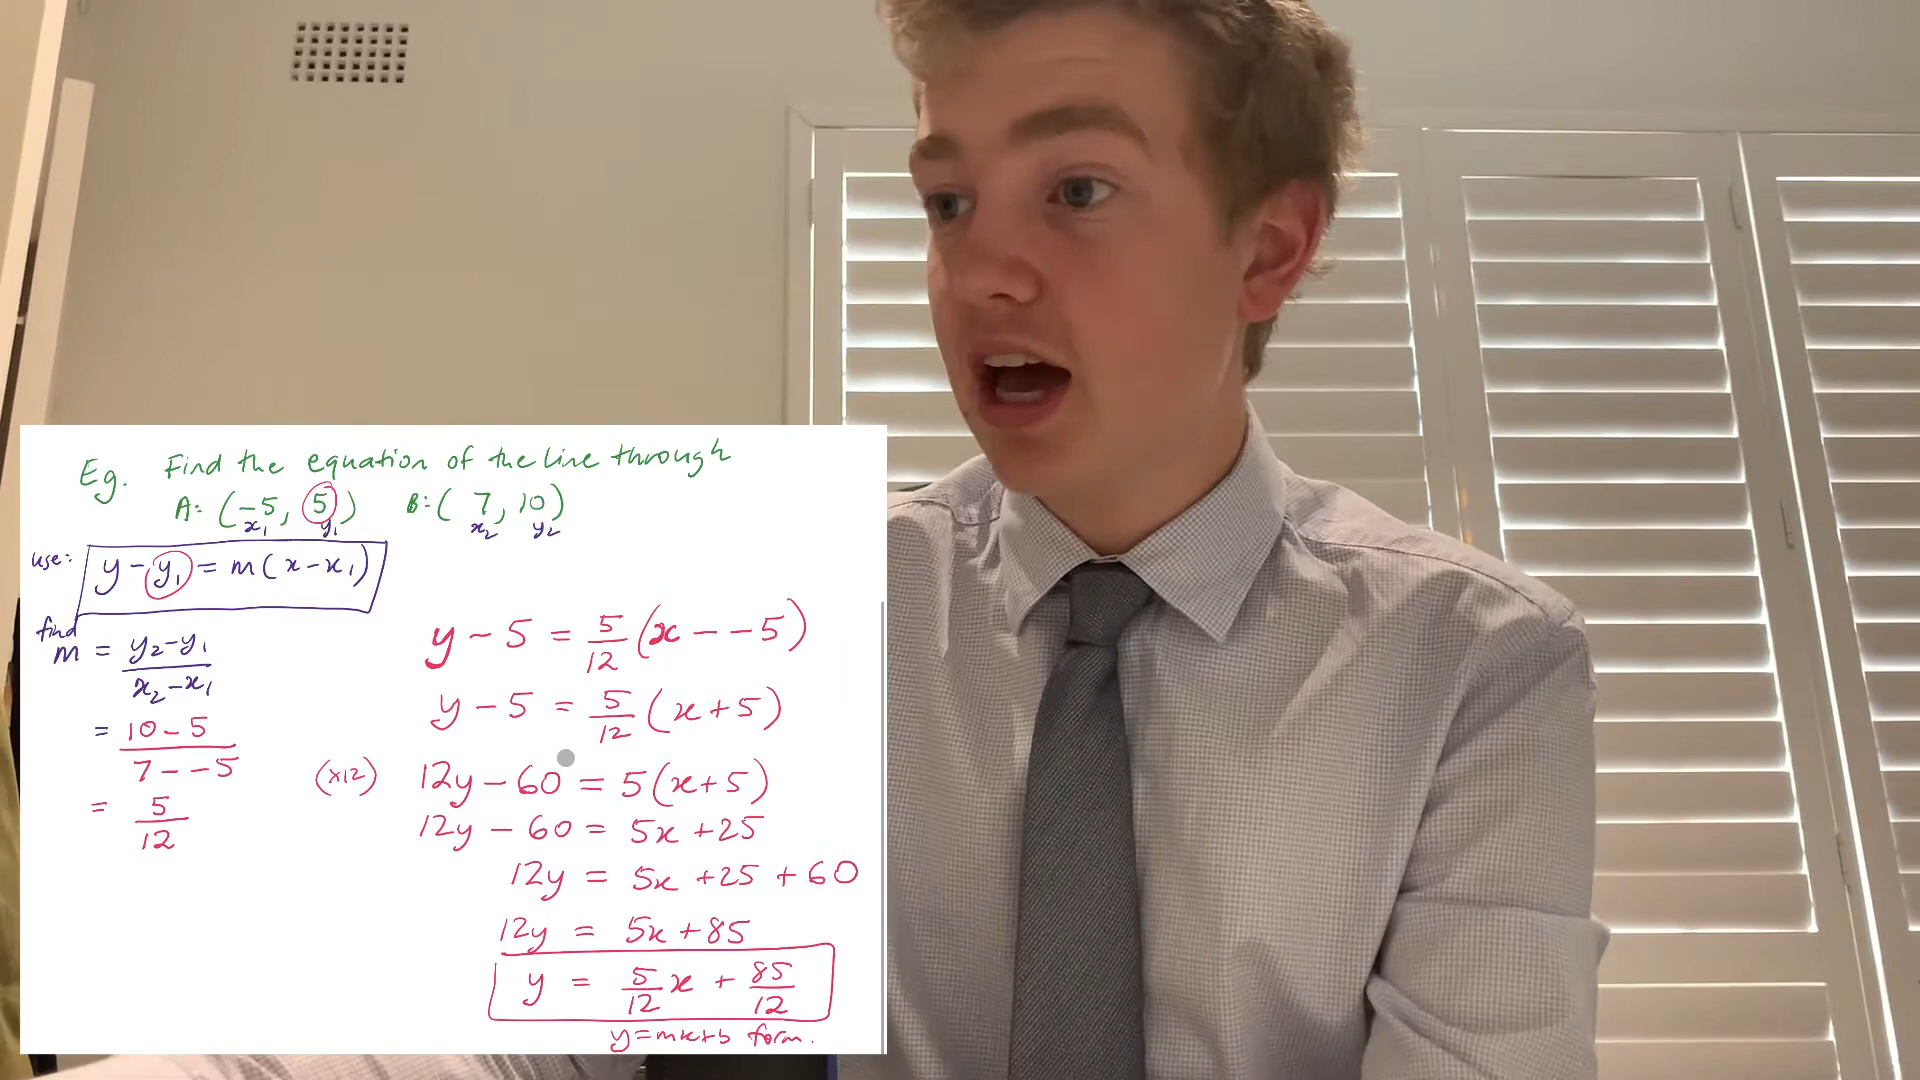 Eg. Find the equation of the line through
A: (-5, 5) B: (7, 10)
x₁ y₁ x₂ y₂
use: y - y₁ = m(x - x₁)
find
m = (y₂ - y₁)/(x₂ - x₁)
= (10 - 5)/(7 - -5)
= 5/12
y - 5 = 5/12 (x - -5)
y - 5 = 5/12 (x + 5)
(x12) 12y - 60 = 5(x + 5)
12y - 60 = 5x + 25
12y = 5x + 25 + 60
12y = 5x + 85
y = 5/12 x + 85/12
y = mx + b form.